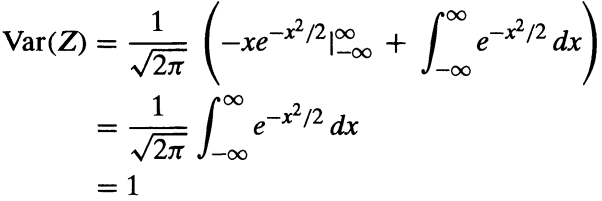 Var(Z) = 1/√2π (−xe^{−x²/2}|_{−∞}^{∞} + ∫_{−∞}^{∞} e^{−x²/2} dx)
= 1/√2π ∫_{−∞}^{∞} e^{−x²/2} dx
= 1